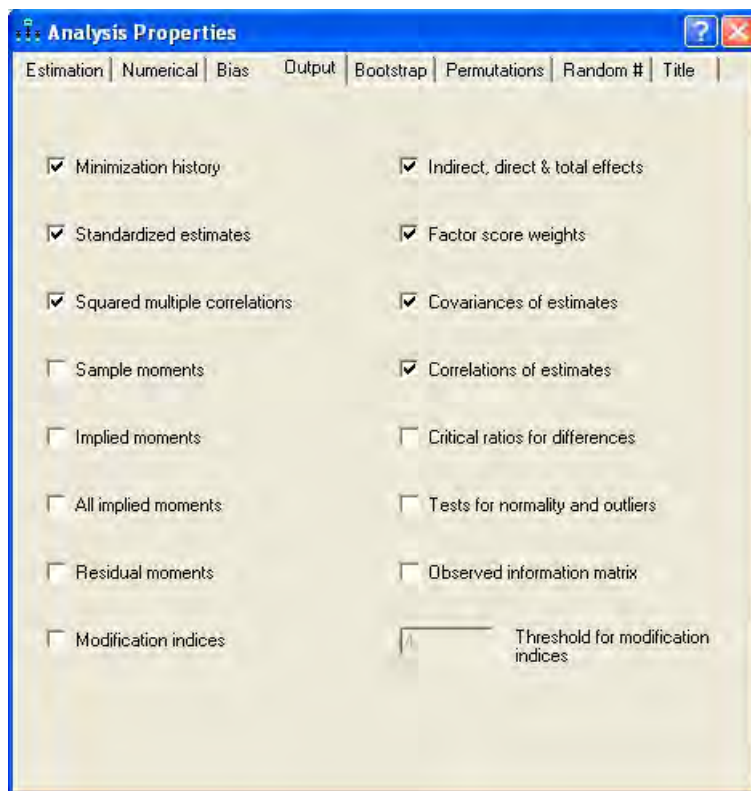 Analysis Properties
Estimation Numerical Bias Output Bootstrap Permutations Random # Title
Minimization history
Indirect, direct & total effects
Standardized estimates
Factor score weights
Squared multiple correlations
Covariances of estimates
Sample moments
Correlations of estimates
Implied moments
Critical ratios for differences
All implied moments
Tests for normality and outliers
Residual moments
Observed information matrix
Modification indices
4
Threshold for modification
indices